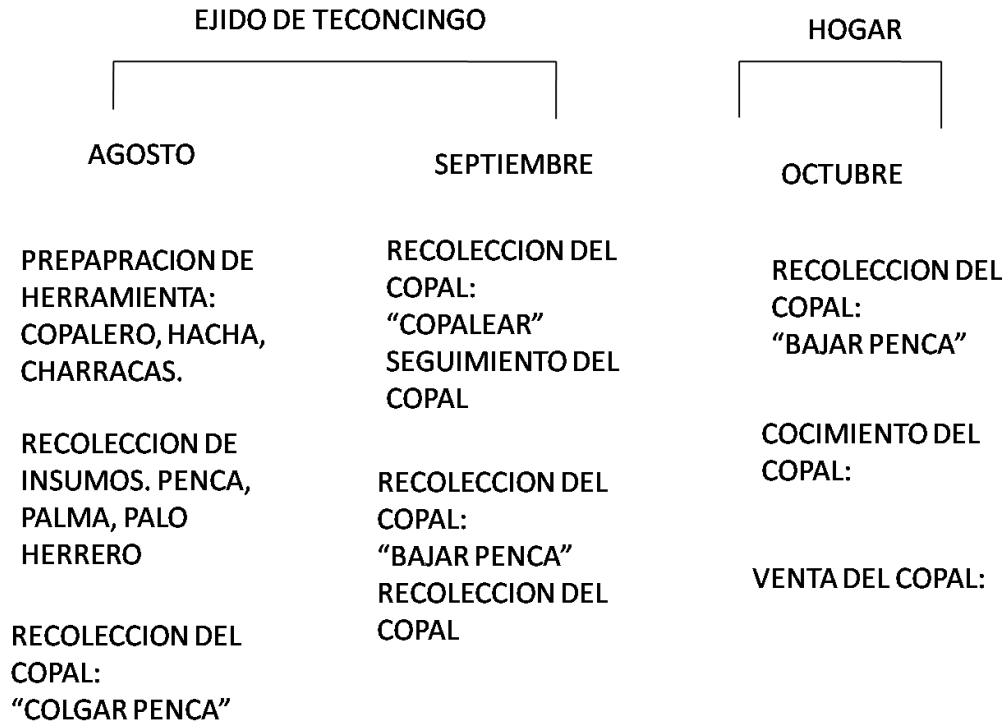 EJIDO DE TECONCINGO
HOGAR
AGOSTO
SEPTIEMBRE
OCTUBRE
PREPAPRACION DE
HERRAMIENTA:
COPALERO, HACHA,
CHARRACAS.
RECOLECCION DE
INSUMOS. PENCA,
PALMA, PALO
HERRERO
RECOLECCION DEL
COPAL:
“COLGAR PENCA”
RECOLECCION DEL
COPAL:
“COPALEAR”
SEGUIMIENTO DEL
COPAL
RECOLECCION DEL
COPAL:
“BAJAR PENCA”
RECOLECCION DEL
COPAL
RECOLECCION DEL
COPAL:
“BAJAR PENCA”
COCIMIENTO DEL
COPAL:
VENTA DEL COPAL: